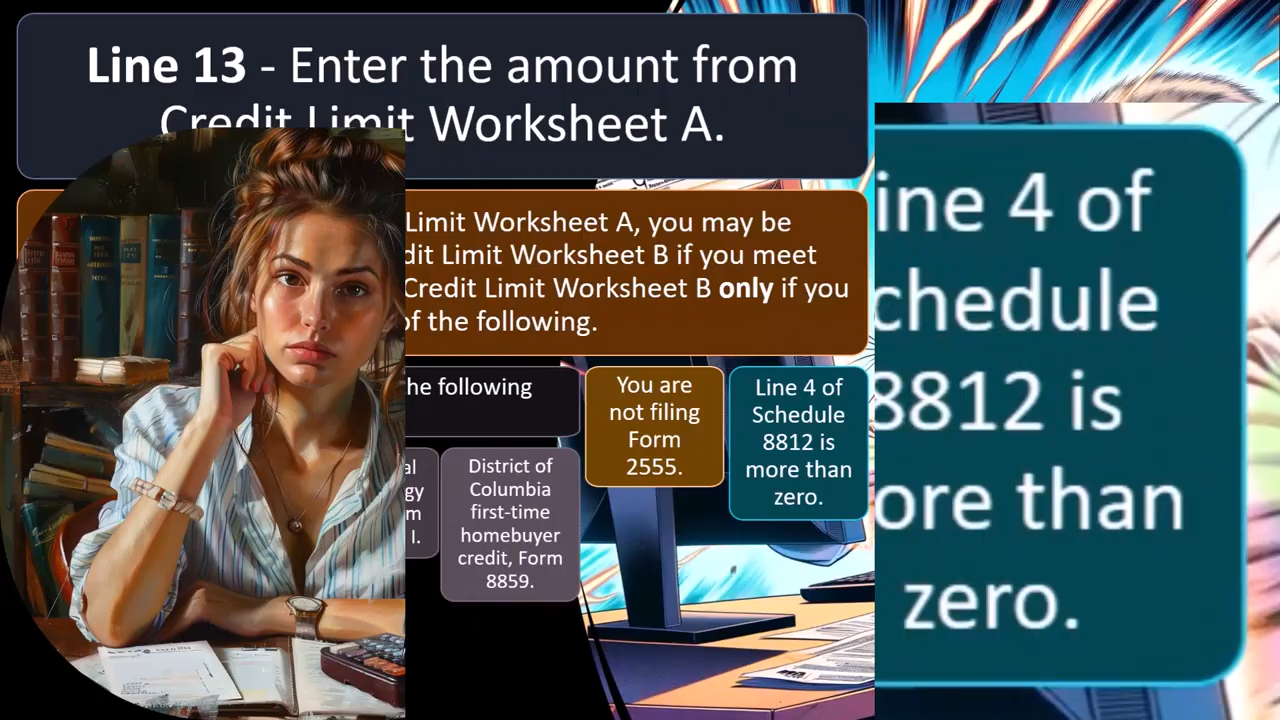 Line 13 - Enter the amount from
Credit Limit Worksheet A.
Limit Worksheet A, you may be
dit Limit Worksheet B if you meet
Credit Limit Worksheet B only if you
of the following.
he following
You are
not filing
Form
2555.
Line 4 of
Schedule
8812 is
more than
zero.
al
gy
m
I.
District of
Columbia
first-time
homebuyer
credit, Form
8859.
ine 4 of
chedule
8812 is
ore than
zero.